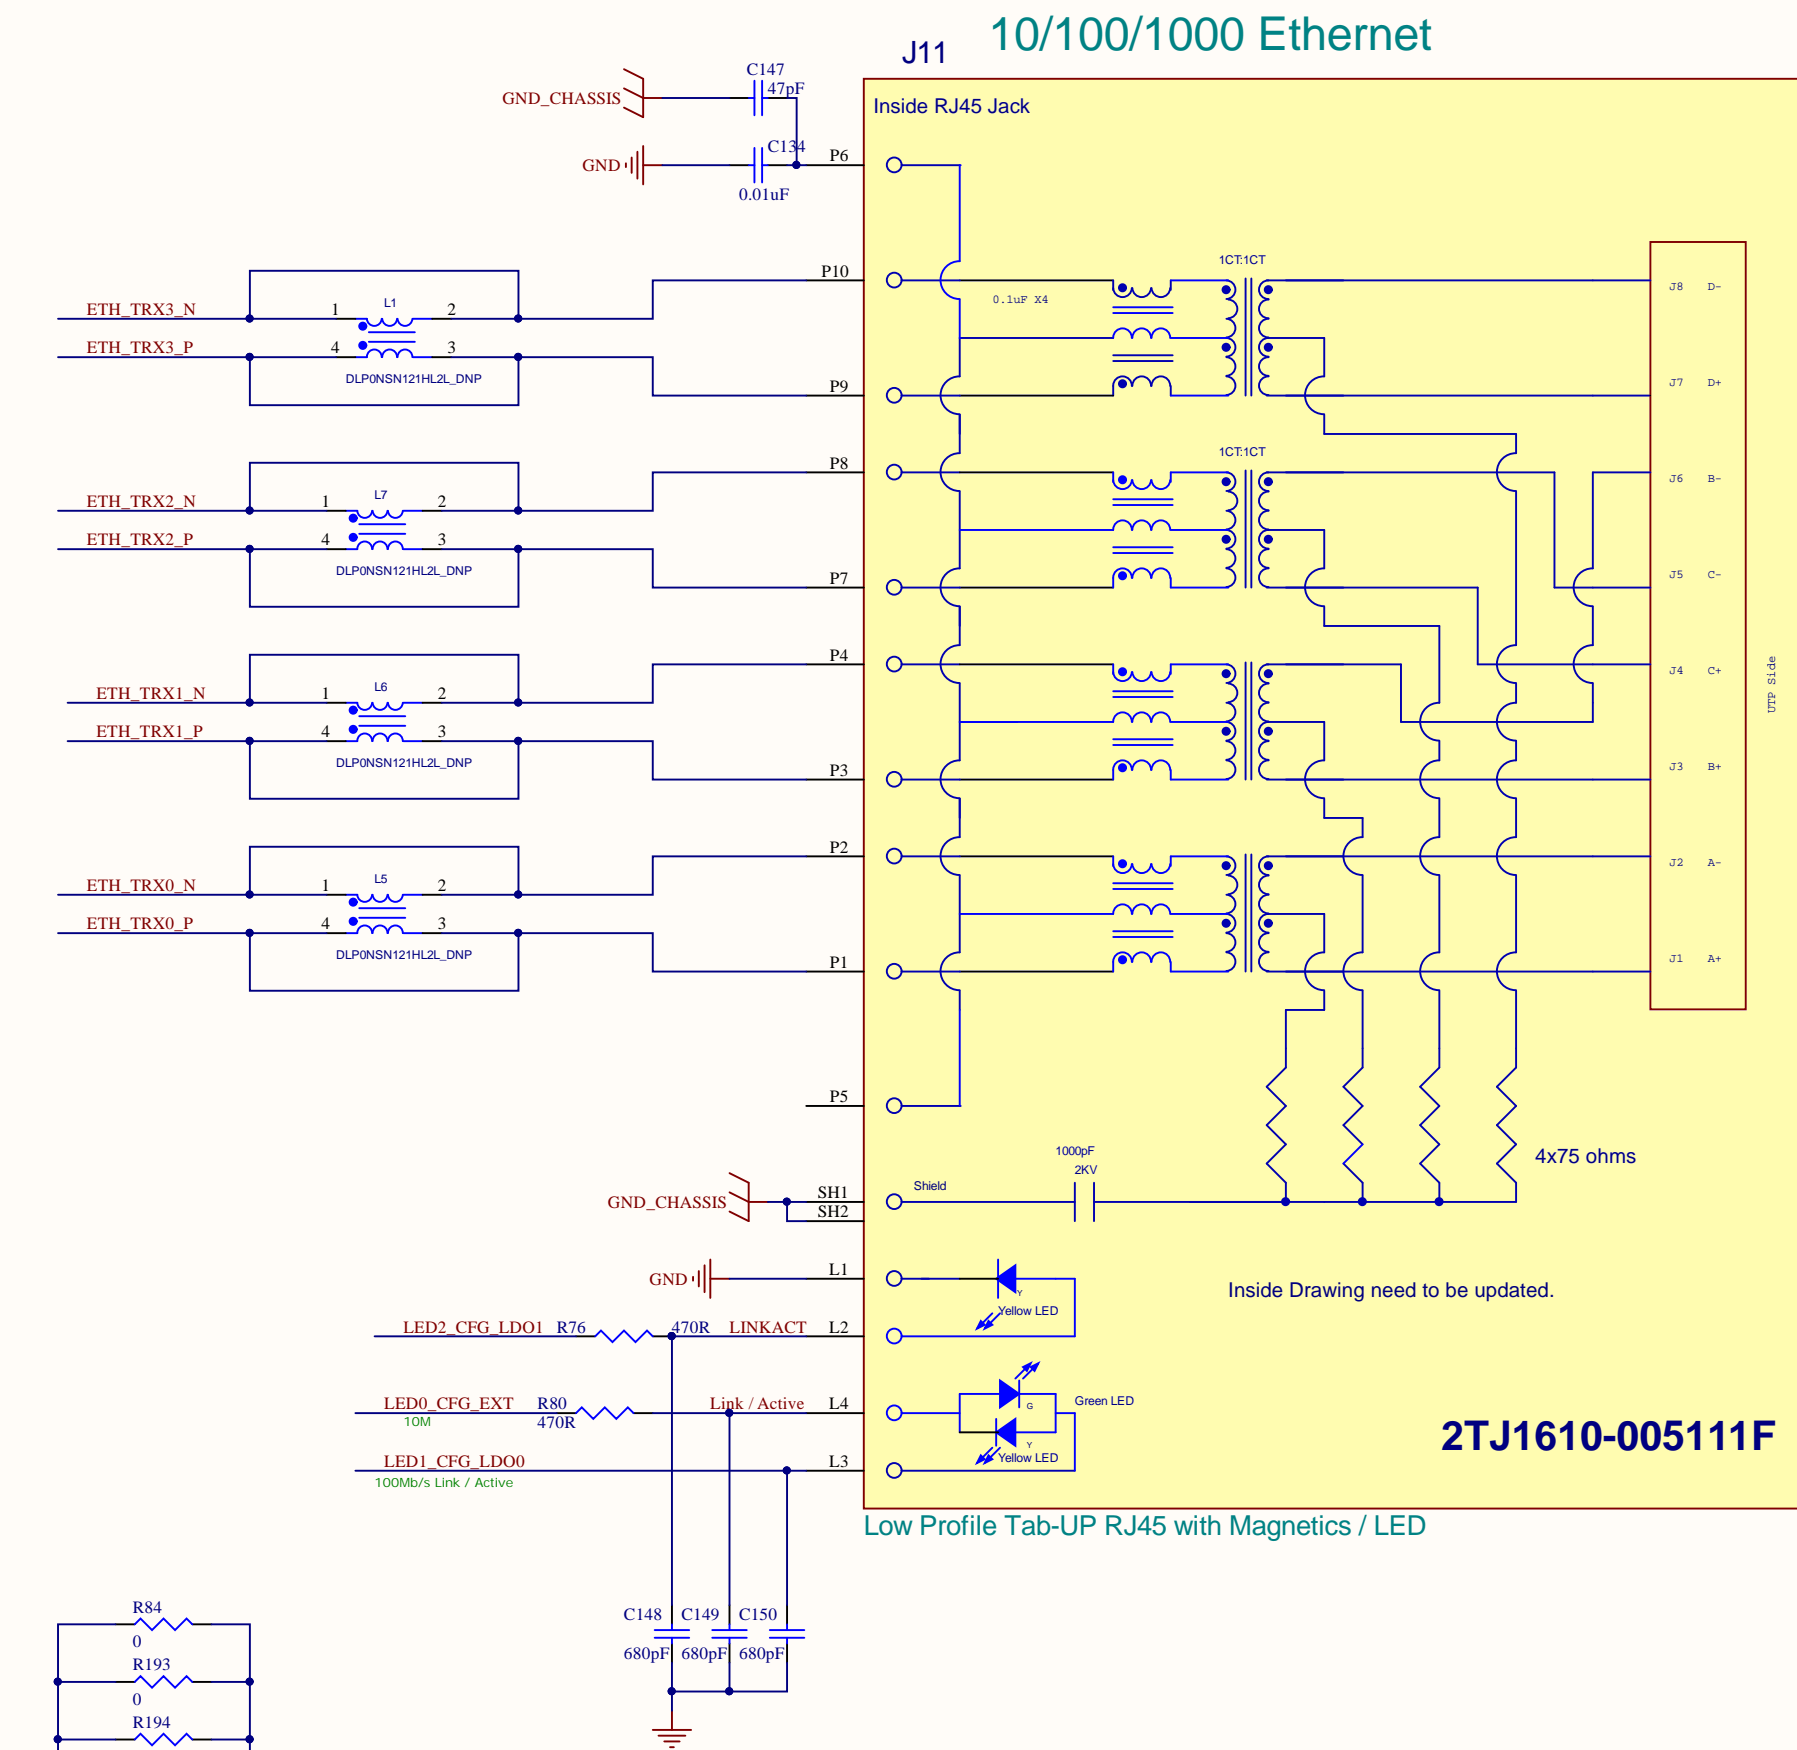 10/100/1000 Ethernet
J11
C147
47pF
GND_CHASSIS
Inside RJ45 Jack
C134
P6
GND
0.01uF
1CT:1CT
P10
0.1uF X4
J8 D-
ETH_TRX3_N
1 L1 2
ETH_TRX3_P
4 3
DLP0NSN121HL2L_DNP
P9
J7 D+
1CT:1CT
P8
J6 B-
ETH_TRX2_N
1 L7 2
ETH_TRX2_P
4 3
DLP0NSN121HL2L_DNP
P7
J5 C-
P4
J4 C+
UTP Side
ETH_TRX1_N
1 L6 2
ETH_TRX1_P
4 3
DLP0NSN121HL2L_DNP
P3
J3 B+
P2
J2 A-
ETH_TRX0_N
1 L5 2
ETH_TRX0_P
4 3
DLP0NSN121HL2L_DNP
P1
J1 A+
P5
1000pF
2KV
4x75 ohms
Shield
GND_CHASSIS
SH1
SH2
GND
L1
Y
Yellow LED
Inside Drawing need to be updated.
LED2_CFG_LDO1 R76 470R LINKACT L2
LED0_CFG_EXT R80 Link / Active L4
10M
470R
G
Green LED
Y
Yellow LED
2TJ1610-005111F
LED1_CFG_LDO0 L3
100Mb/s Link / Active
Low Profile Tab-UP RJ45 with Magnetics / LED
C148 C149 C150
680pF 680pF 680pF
R84
0
R193
0
R194